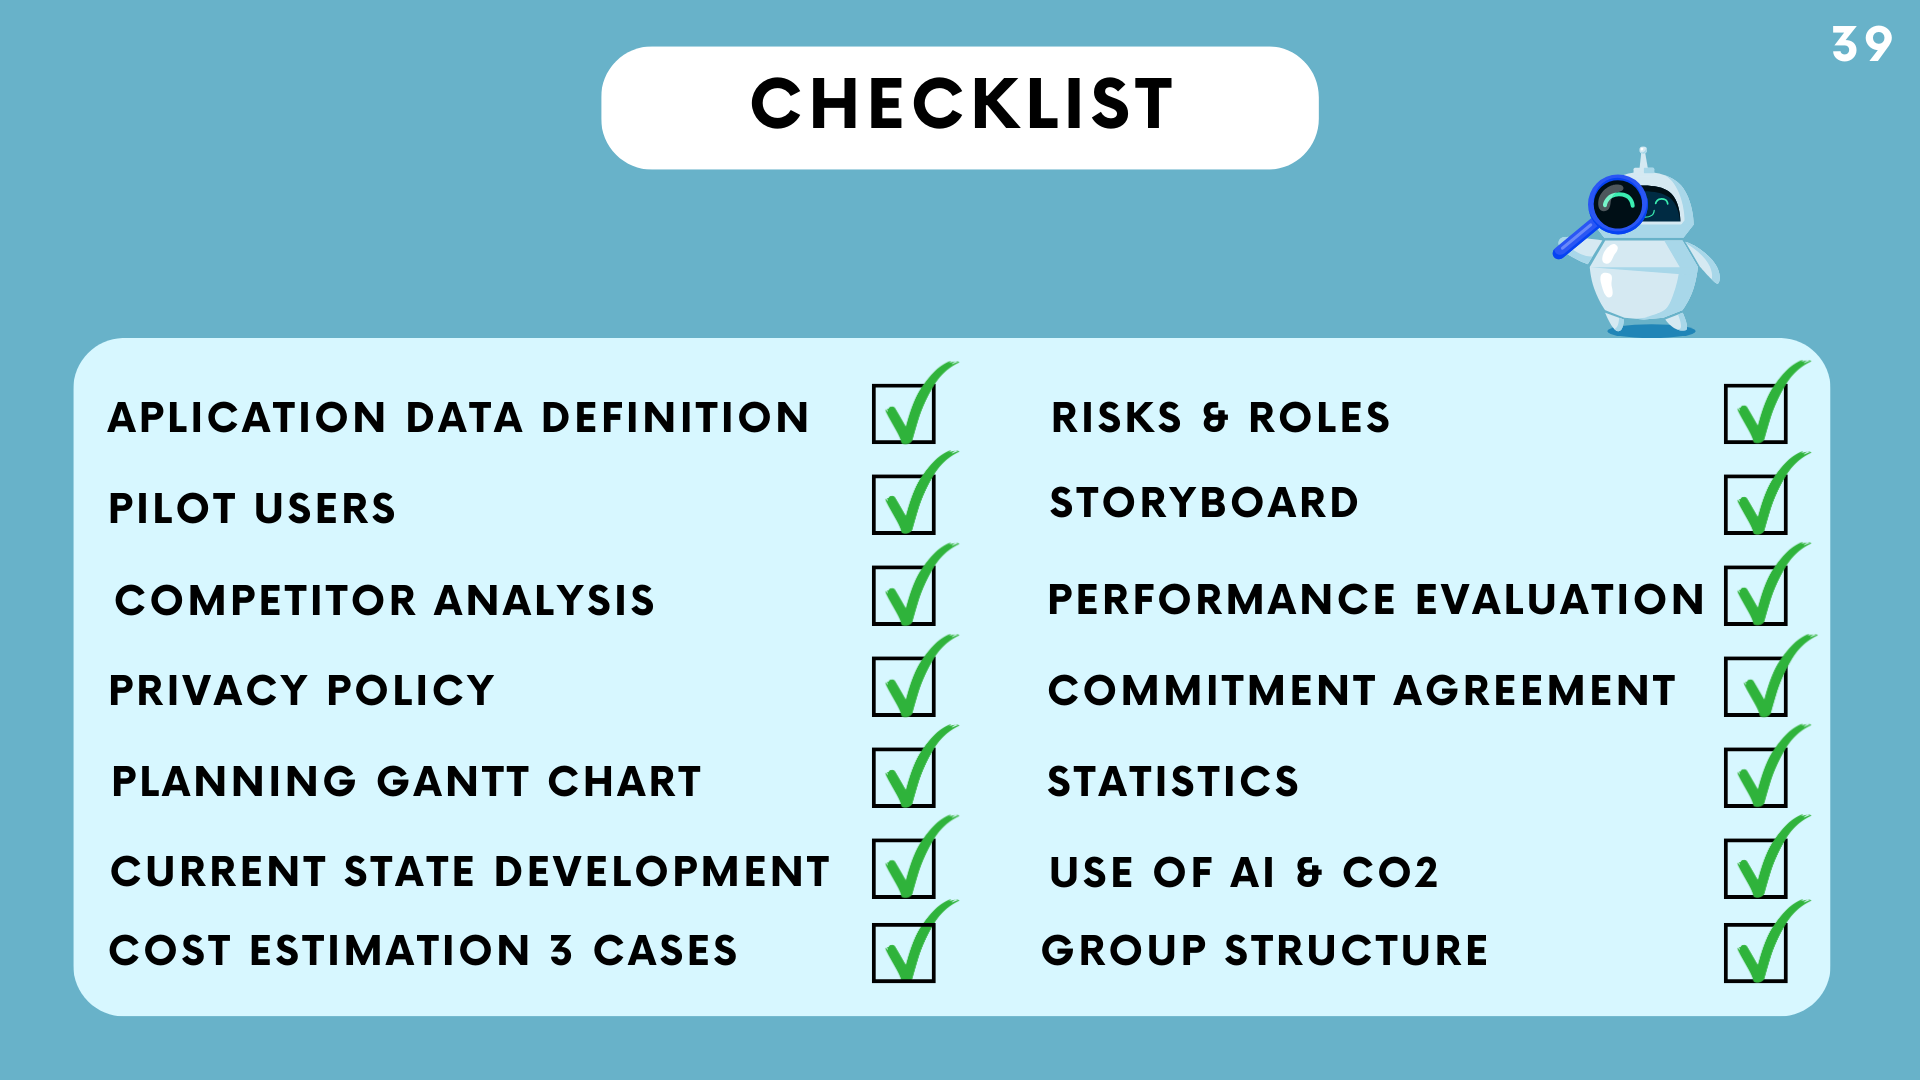 39
CHECKLIST
APLICATION DATA DEFINITION
PILOT USERS
COMPETITOR ANALYSIS
PRIVACY POLICY
PLANNING GANTT CHART
CURRENT STATE DEVELOPMENT
COST ESTIMATION 3 CASES
RISKS & ROLES
STORYBOARD
PERFORMANCE EVALUATION
COMMITMENT AGREEMENT
STATISTICS
USE OF AI & CO2
GROUP STRUCTURE